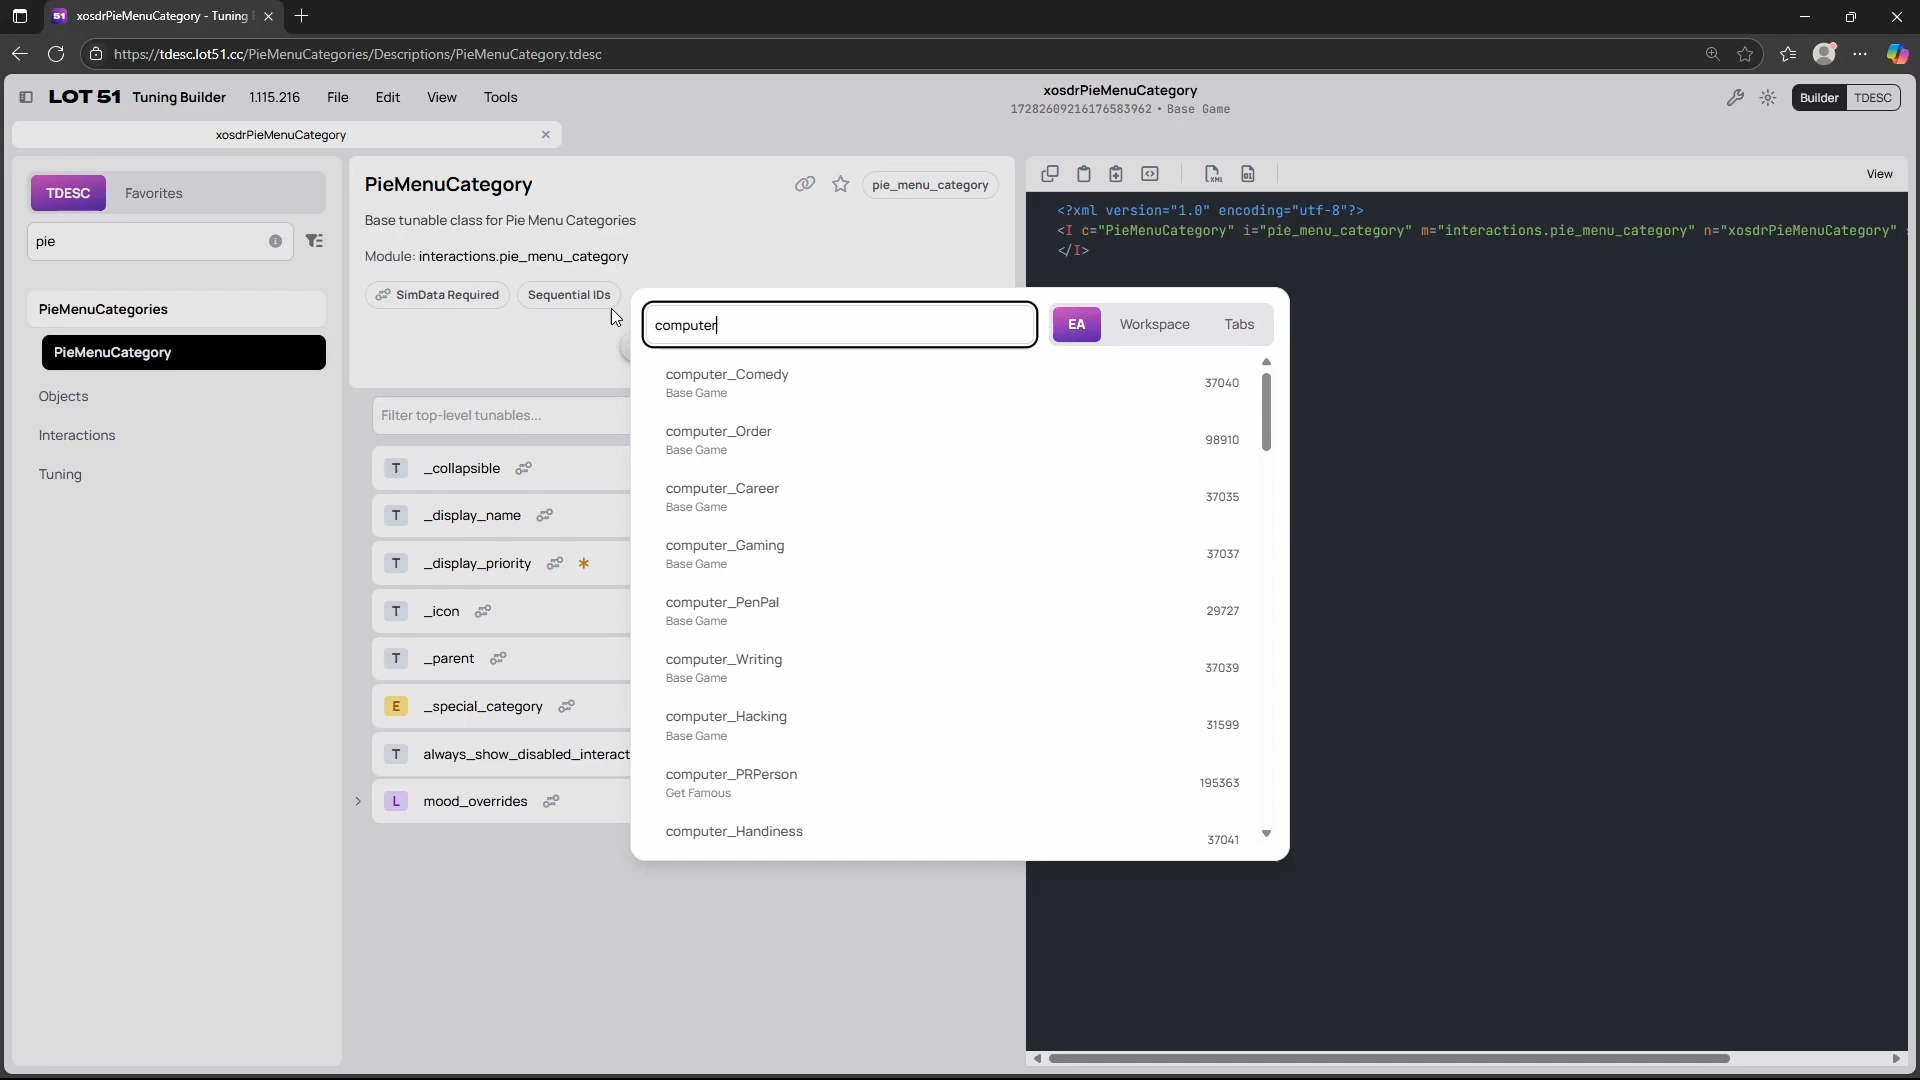 xosdrPieMenuCategory - Tuning
https://tdesc.lot51.cc/PieMenuCategories/Descriptions/PieMenuCategory.tdesc
LOT 51 Tuning Builder 1.115.216 File Edit View Tools
xosdrPieMenuCategory
17282609216176583962 • Base Game
Builder TDESC
xosdrPieMenuCategory
TDESC Favorites
pie
PieMenuCategories
PieMenuCategory
Objects
Interactions
Tuning
PieMenuCategory
pie_menu_category
Base tunable class for Pie Menu Categories
Module: interactions.pie_menu_category
SimData Required Sequential IDs
Filter top-level tunables...
T _collapsible
T _display_name
T _display_priority *
T _icon
T _parent
E _special_category
T always_show_disabled_interact
L mood_overrides
computer
EA Workspace Tabs
computer_Comedy
Base Game
37040
computer_Order
Base Game
98910
computer_Career
Base Game
37035
computer_Gaming
Base Game
37037
computer_PenPal
Base Game
29727
computer_Writing
Base Game
37039
computer_Hacking
Base Game
31599
computer_PRPerson
Get Famous
195363
computer_Handiness
37041
View
<?xml version="1.0" encoding="utf-8"?>
<I c="PieMenuCategory" i="pie_menu_category" m="interactions.pie_menu_category" n="xosdrPieMenuCategory"
</I>